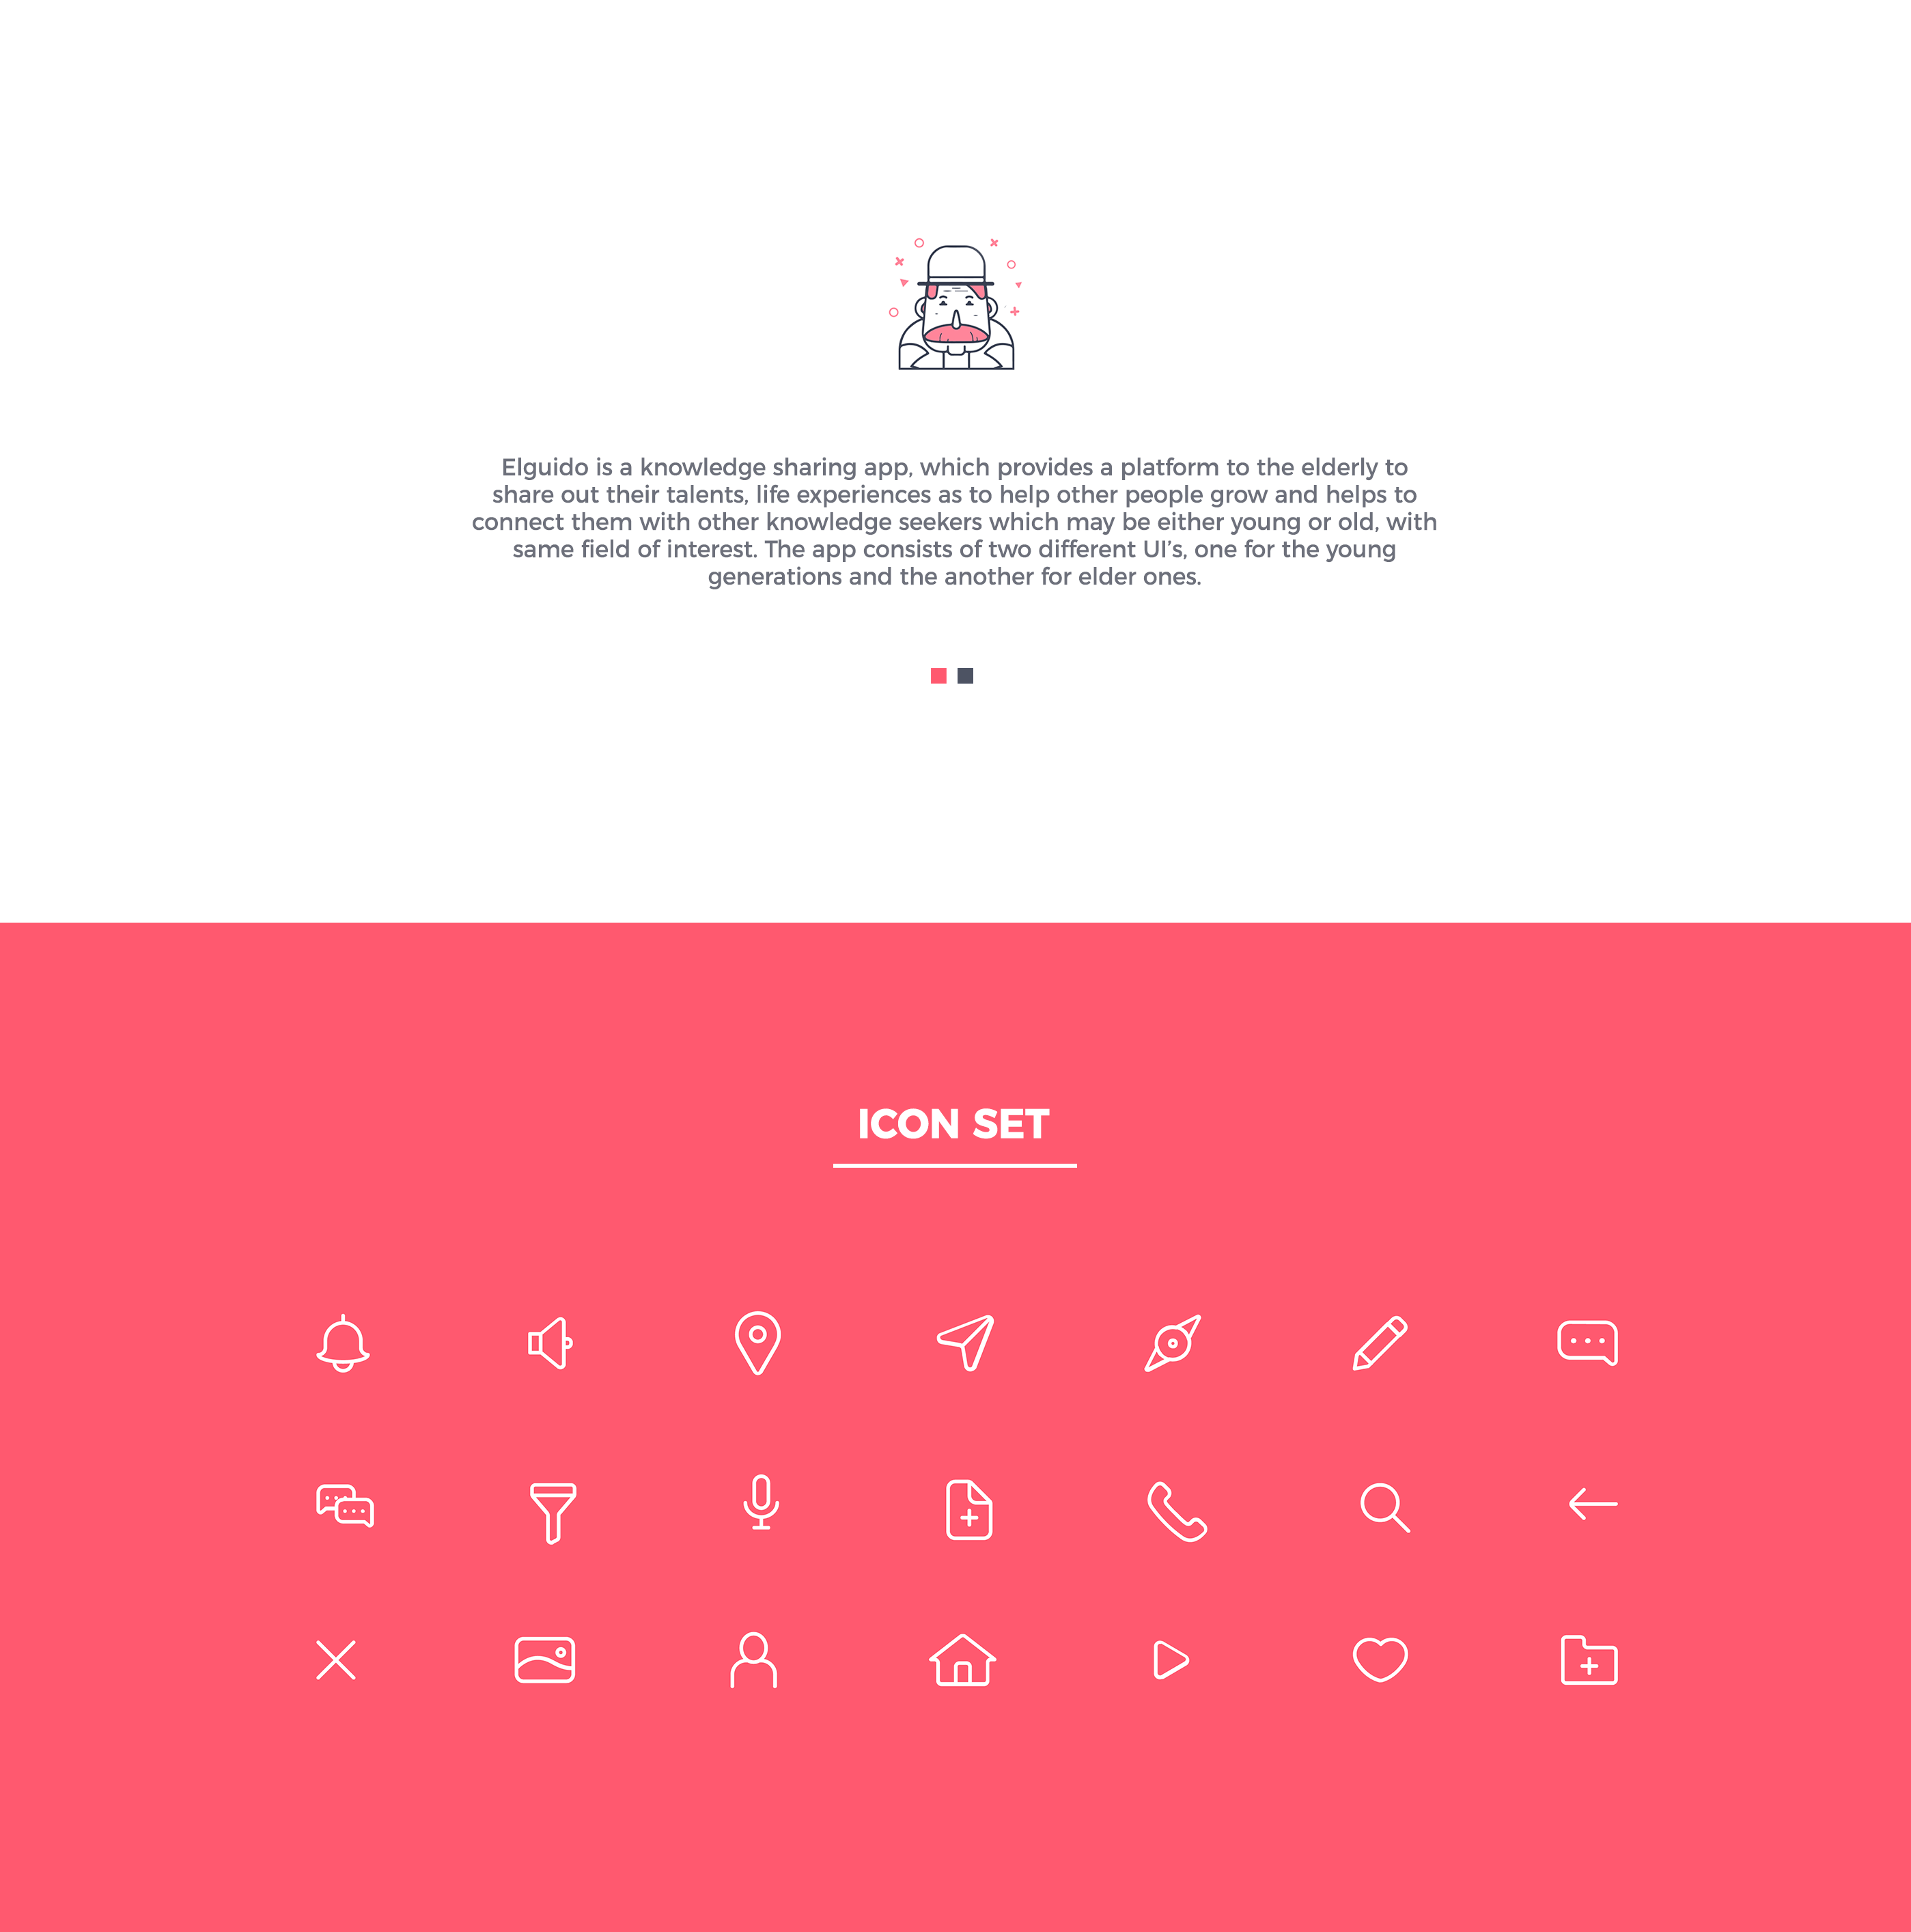 Elguido is a knowledge sharing app, which provides a platform to the elderly to
share out their talents, life experiences as to help other people grow and helps to
connect them with other knowledge seekers which may be either young or old, with
same field of interest. The app consists of two different UI’s, one for the young
generations and the another for elder ones.
ICON SET